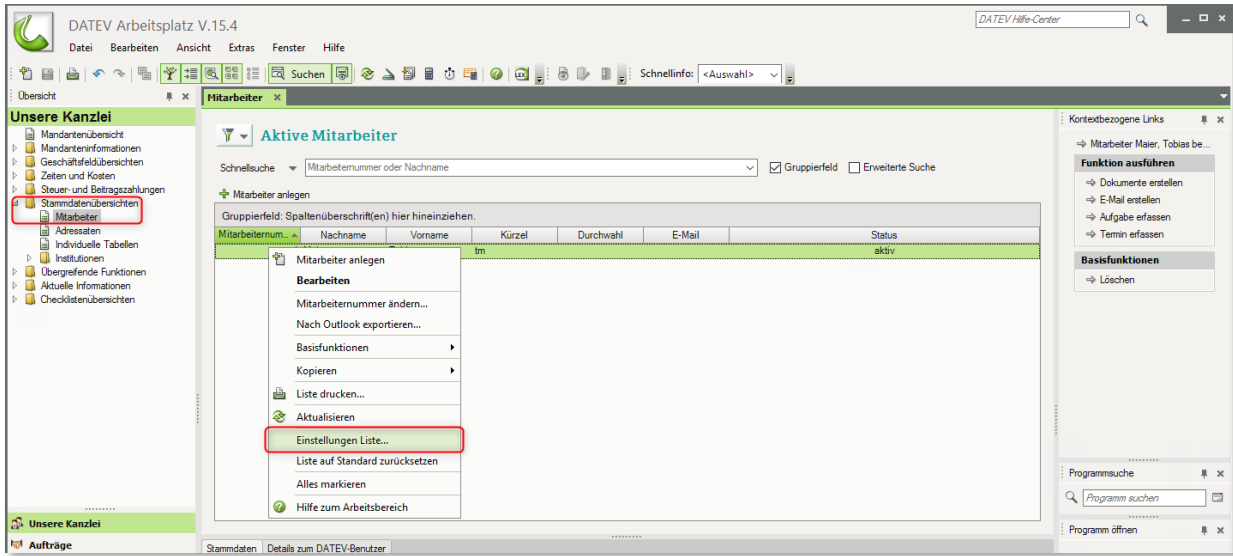 DATEV Arbeitsplatz V.15.4
DATEV Hilfe-Center
Datei Bearbeiten Ansicht Extras Fenster Hilfe
Suchen
LEX
Schnellinfo: <Auswahl>
Übersicht
Unsere Kanzlei
Mandantenübersicht
Mandanteninformationen
Geschäftsfeldübersichten
Zeiten und Kosten
Steuer- und Beitragszahlungen
Stammdatenübersichten
Mitarbeiter
Adressaten
Individuelle Tabellen
Institutionen
Übergreifende Funktionen
Aktuelle Informationen
Checklistenübersichten
Unsere Kanzlei
Aufträge
Mitarbeiter
Aktive Mitarbeiter
Schnellsuche Mitarbeiternummer oder Nachname Gruppierfeld Erweiterte Suche
Mitarbeiter anlegen
Gruppierfeld: Spaltenüberschrift(en) hier hineinziehen.
Mitarbeiternum... Nachname Vorname Kürzel Durchwahl E-Mail Status
tm aktiv
Mitarbeiter anlegen
Bearbeiten
Mitarbeiternummer ändern...
Nach Outlook exportieren...
Basisfunktionen
Kopieren
Liste drucken...
Aktualisieren
Einstellungen Liste...
Liste auf Standard zurücksetzen
Alles markieren
Hilfe zum Arbeitsbereich
Stammdaten Details zum DATEV-Benutzer
Kontextbezogene Links
Mitarbeiter Maier, Tobias be...
Funktion ausführen
Dokumente erstellen
E-Mail erstellen
Aufgabe erfassen
Termin erfassen
Basisfunktionen
Löschen
Programmsuche
Programm suchen
Programm öffnen